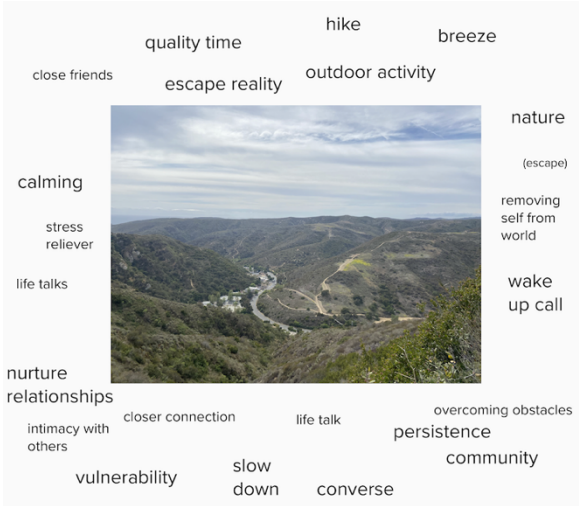 hike
breeze
quality time
close friends
escape reality
outdoor activity
nature
(escape)
calming
removing
self from
world
stress
reliever
life talks
wake
up call
nurture
relationships
closer connection
life talk
overcoming obstacles
intimacy with
others
persistence
community
vulnerability
slow
down
converse